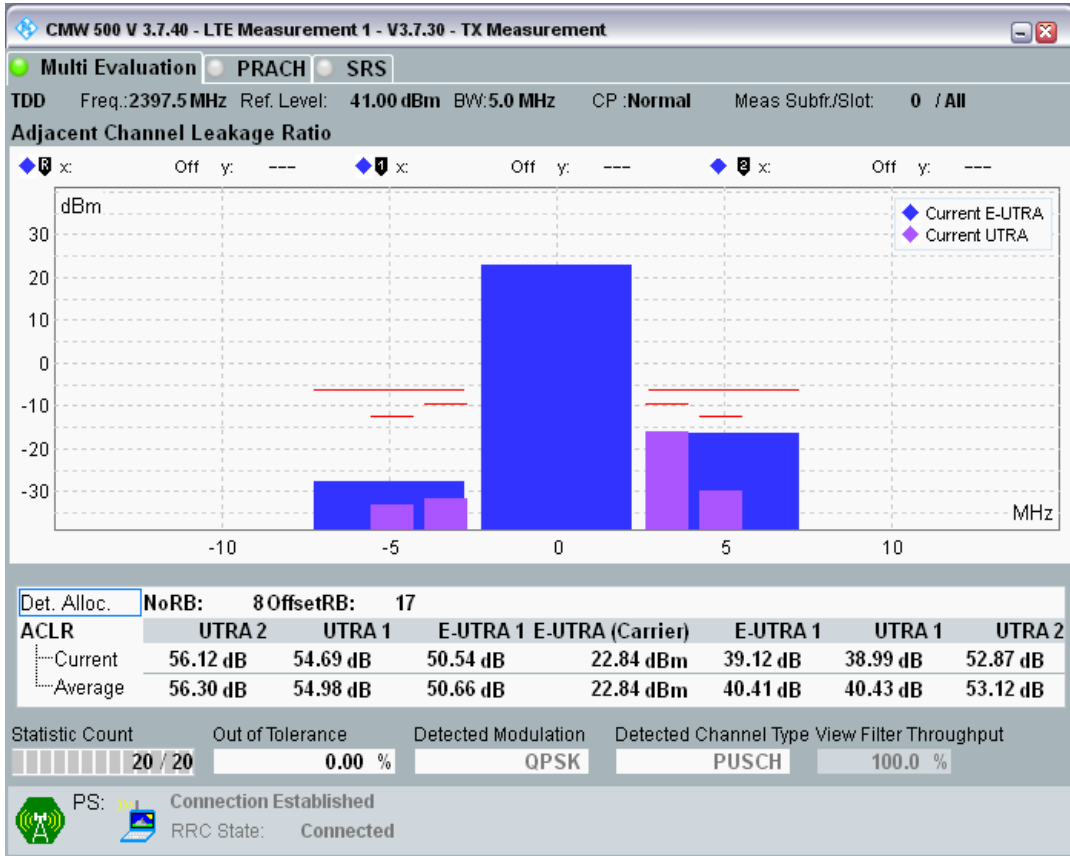 CMW 500 V 3.7.40 - LTE Measurement 1 - V3.7.30 - TX Measurement
Multi Evaluation PRACH SRS
TDD Freq.:2397.5 MHz Ref. Level: 41.00 dBm BW:5.0 MHz CP :Normal Meas Subfr./Slot: 0 / All
Adjacent Channel Leakage Ratio
R x: Off y: --- 1 x: Off y: --- 2 x: Off y: ---
dBm
Current E-UTRA
Current UTRA
30
20
10
0
-10
-20
-30
MHz
-10 -5 0 5 10
Det. Alloc. NoRB: 8 OffsetRB: 17
ACLR UTRA 2 UTRA 1 E-UTRA 1 E-UTRA (Carrier) E-UTRA 1 UTRA 1 UTRA 2
Current 56.12 dB 54.69 dB 50.54 dB 22.84 dBm 39.12 dB 38.99 dB 52.87 dB
Average 56.30 dB 54.98 dB 50.66 dB 22.84 dBm 40.41 dB 40.43 dB 53.12 dB
Statistic Count Out of Tolerance Detected Modulation Detected Channel Type View Filter Throughput
20 / 20 0.00 % QPSK PUSCH 100.0 %
PS: Connection Established
RRC State: Connected